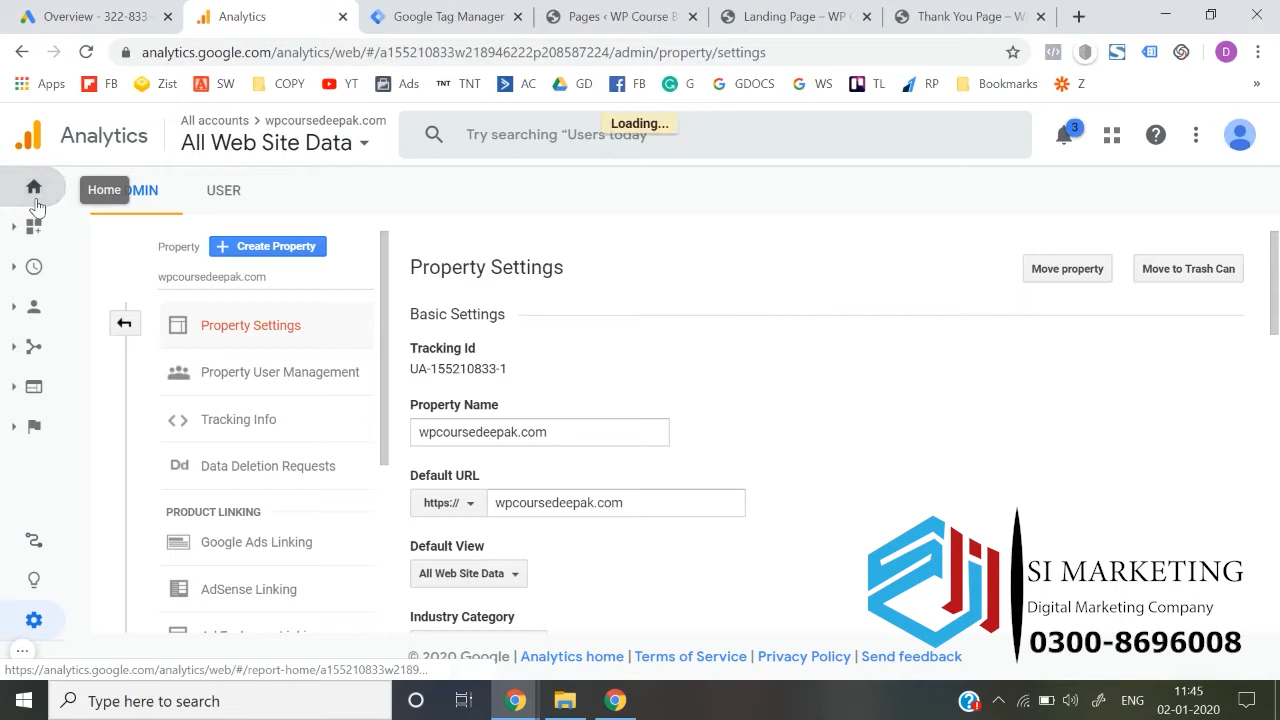 Overview - 322-833
Analytics
Google Tag Manager
Pages ‹ WP Course B
Landing Page – WP C
Thank You Page – W
analytics.google.com/analytics/web/#/a155210833w218946222p208587224/admin/property/settings
D
Apps
FB
Zist
SW
COPY
YT
Ads
TNT TNT
AC
GD
FB
G
GDOCS
WS
TL
RP
Bookmarks
Z
»
Analytics
All accounts > wpcoursedeepak.com
All Web Site Data
Try searching “Users today
Loading...
3
Home
DMIN
USER
Property
+ Create Property
wpcoursedeepak.com
Property Settings
Property User Management
Tracking Info
Dd Data Deletion Requests
PRODUCT LINKING
Google Ads Linking
AdSense Linking
Property Settings
Move property
Move to Trash Can
Basic Settings
Tracking Id
UA-155210833-1
Property Name
wpcoursedeepak.com
Default URL
https://
wpcoursedeepak.com
Default View
All Web Site Data
Industry Category
© 2020 Google | Analytics home | Terms of Service | Privacy Policy | Send feedback
SI MARKETING
Digital Marketing Company
0300-8696008
https://analytics.google.com/analytics/web/#/report-home/a155210833w2189...
Type here to search
ENG
11:45
02-01-2020